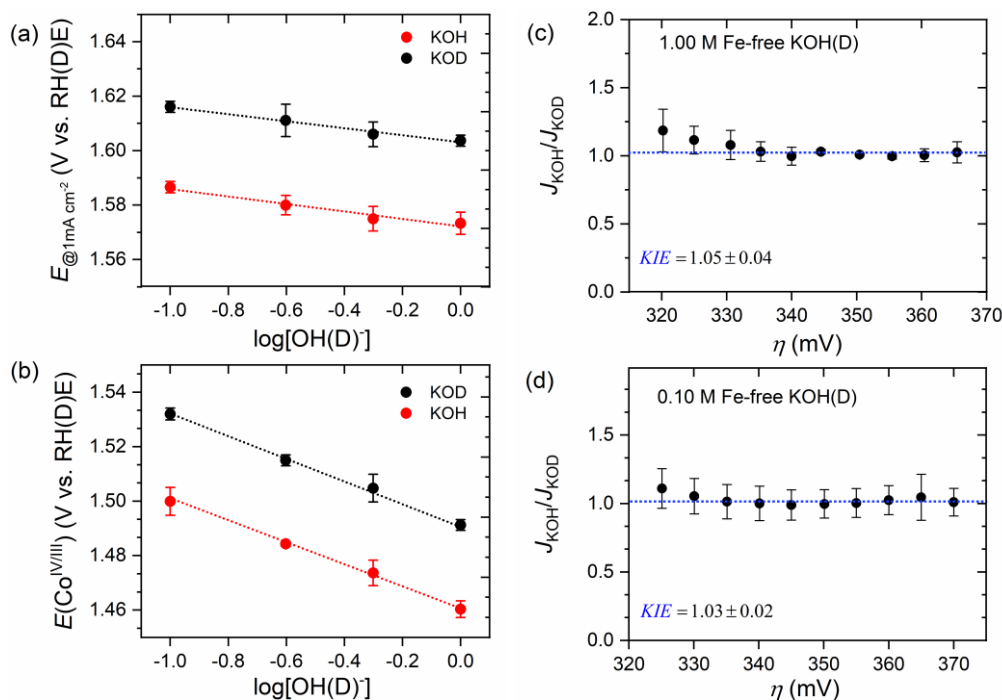 (a)
KOH
KOD
1.64
1.62
1.60
1.58
1.56
E@1mA cm-2 (V vs. RH(D)E)
-1.0 -0.8 -0.6 -0.4 -0.2 0.0
log[OH(D)-]
(b)
KOD
KOH
1.54
1.52
1.50
1.48
1.46
E(CoIV/III) (V vs. RH(D)E)
-1.0 -0.8 -0.6 -0.4 -0.2 0.0
log[OH(D)-]
(c)
1.00 M Fe-free KOH(D)
2.0
1.5
1.0
0.5
0.0
JKOH/JKOD
KIE = 1.05 ± 0.04
320 330 340 350 360 370
η (mV)
(d)
0.10 M Fe-free KOH(D)
1.5
1.0
0.5
0.0
JKOH/JKOD
KIE = 1.03 ± 0.02
320 330 340 350 360 370
η (mV)